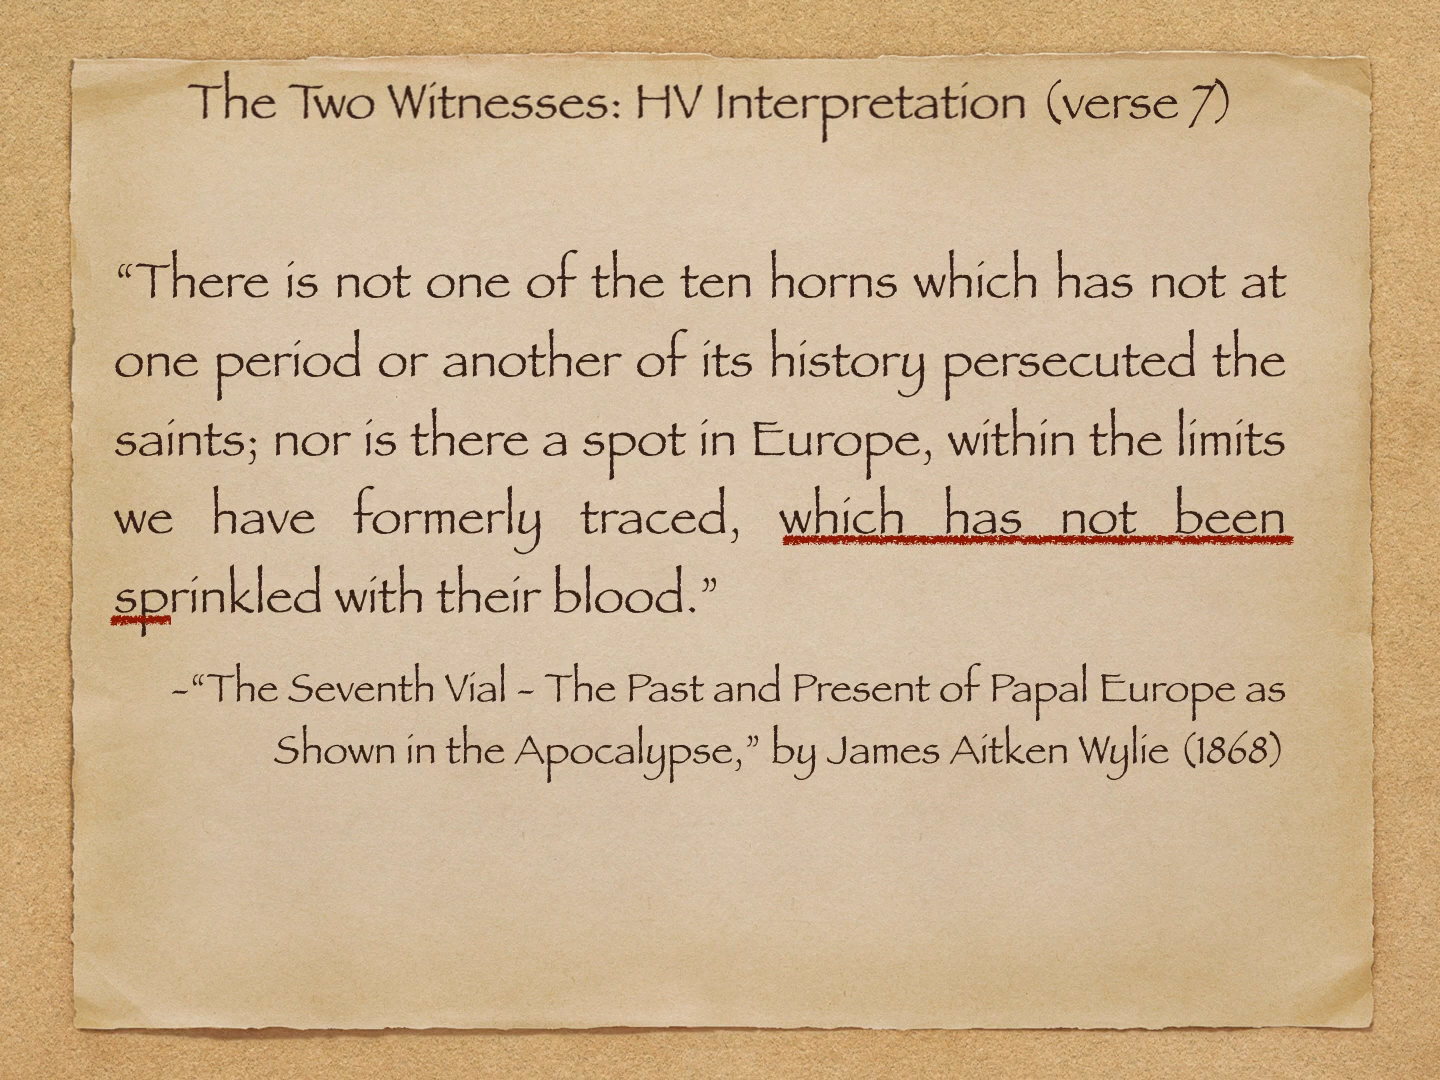 The Two Witnesses: HV Interpretation (verse 7)
“There is not one of the ten horns which has not at
one period or another of its history persecuted the
saints; nor is there a spot in Europe, within the limits
we have formerly traced, which has not been
sprinkled with their blood.”
-“The Seventh Vial - The Past and Present of Papal Europe as
Shown in the Apocalypse,” by James Aitken Wylie (1868)